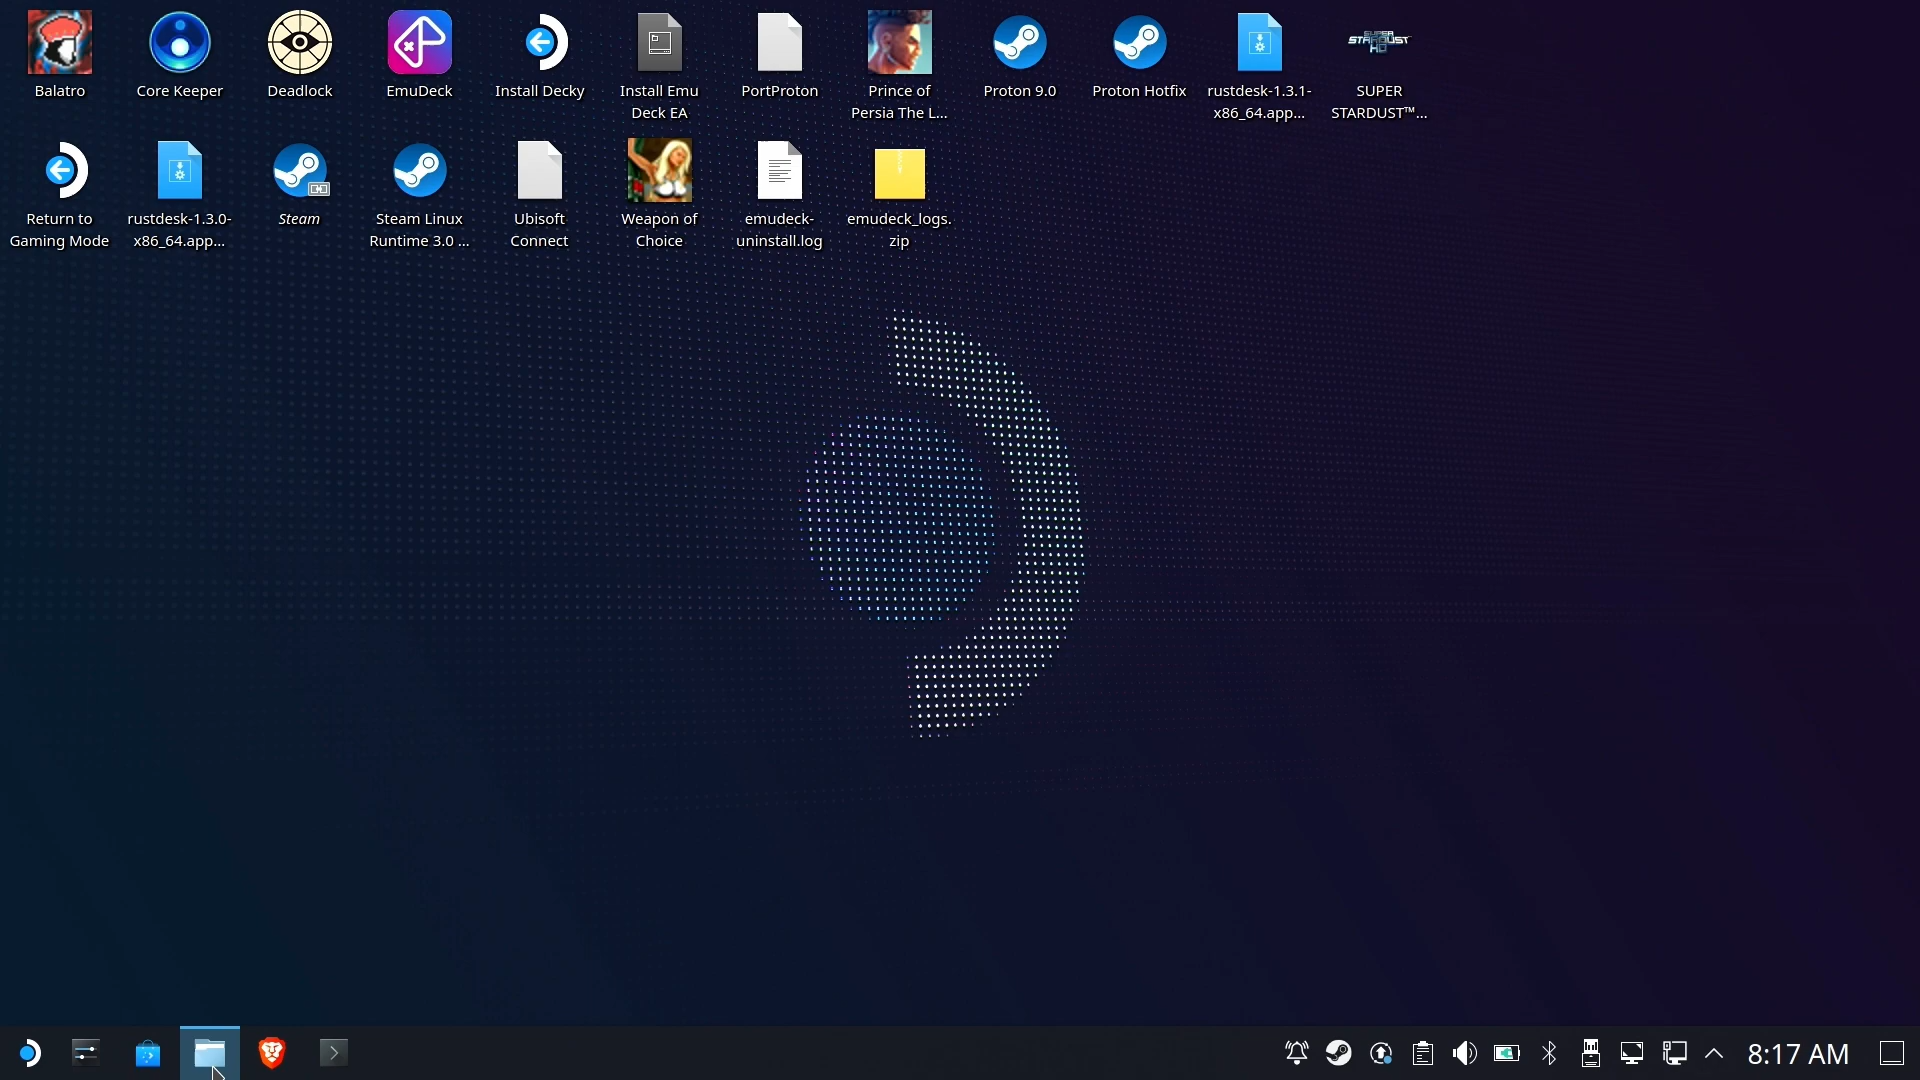 Balatro
Core Keeper
Deadlock
EmuDeck
Install Decky
Install Emu
Deck EA
PortProton
Prince of
Persia The L...
Proton 9.0
Proton Hotfix
rustdesk-1.3.1-
x86_64.app...
SUPER
STARDUST
HD
SUPER
STARDUST™...
Return to
Gaming Mode
rustdesk-1.3.0-
x86_64.app...
Steam
Steam Linux
Runtime 3.0 ...
Ubisoft
Connect
Weapon of
Choice
emudeck-
uninstall.log
emudeck_logs.
zip
8:17 AM